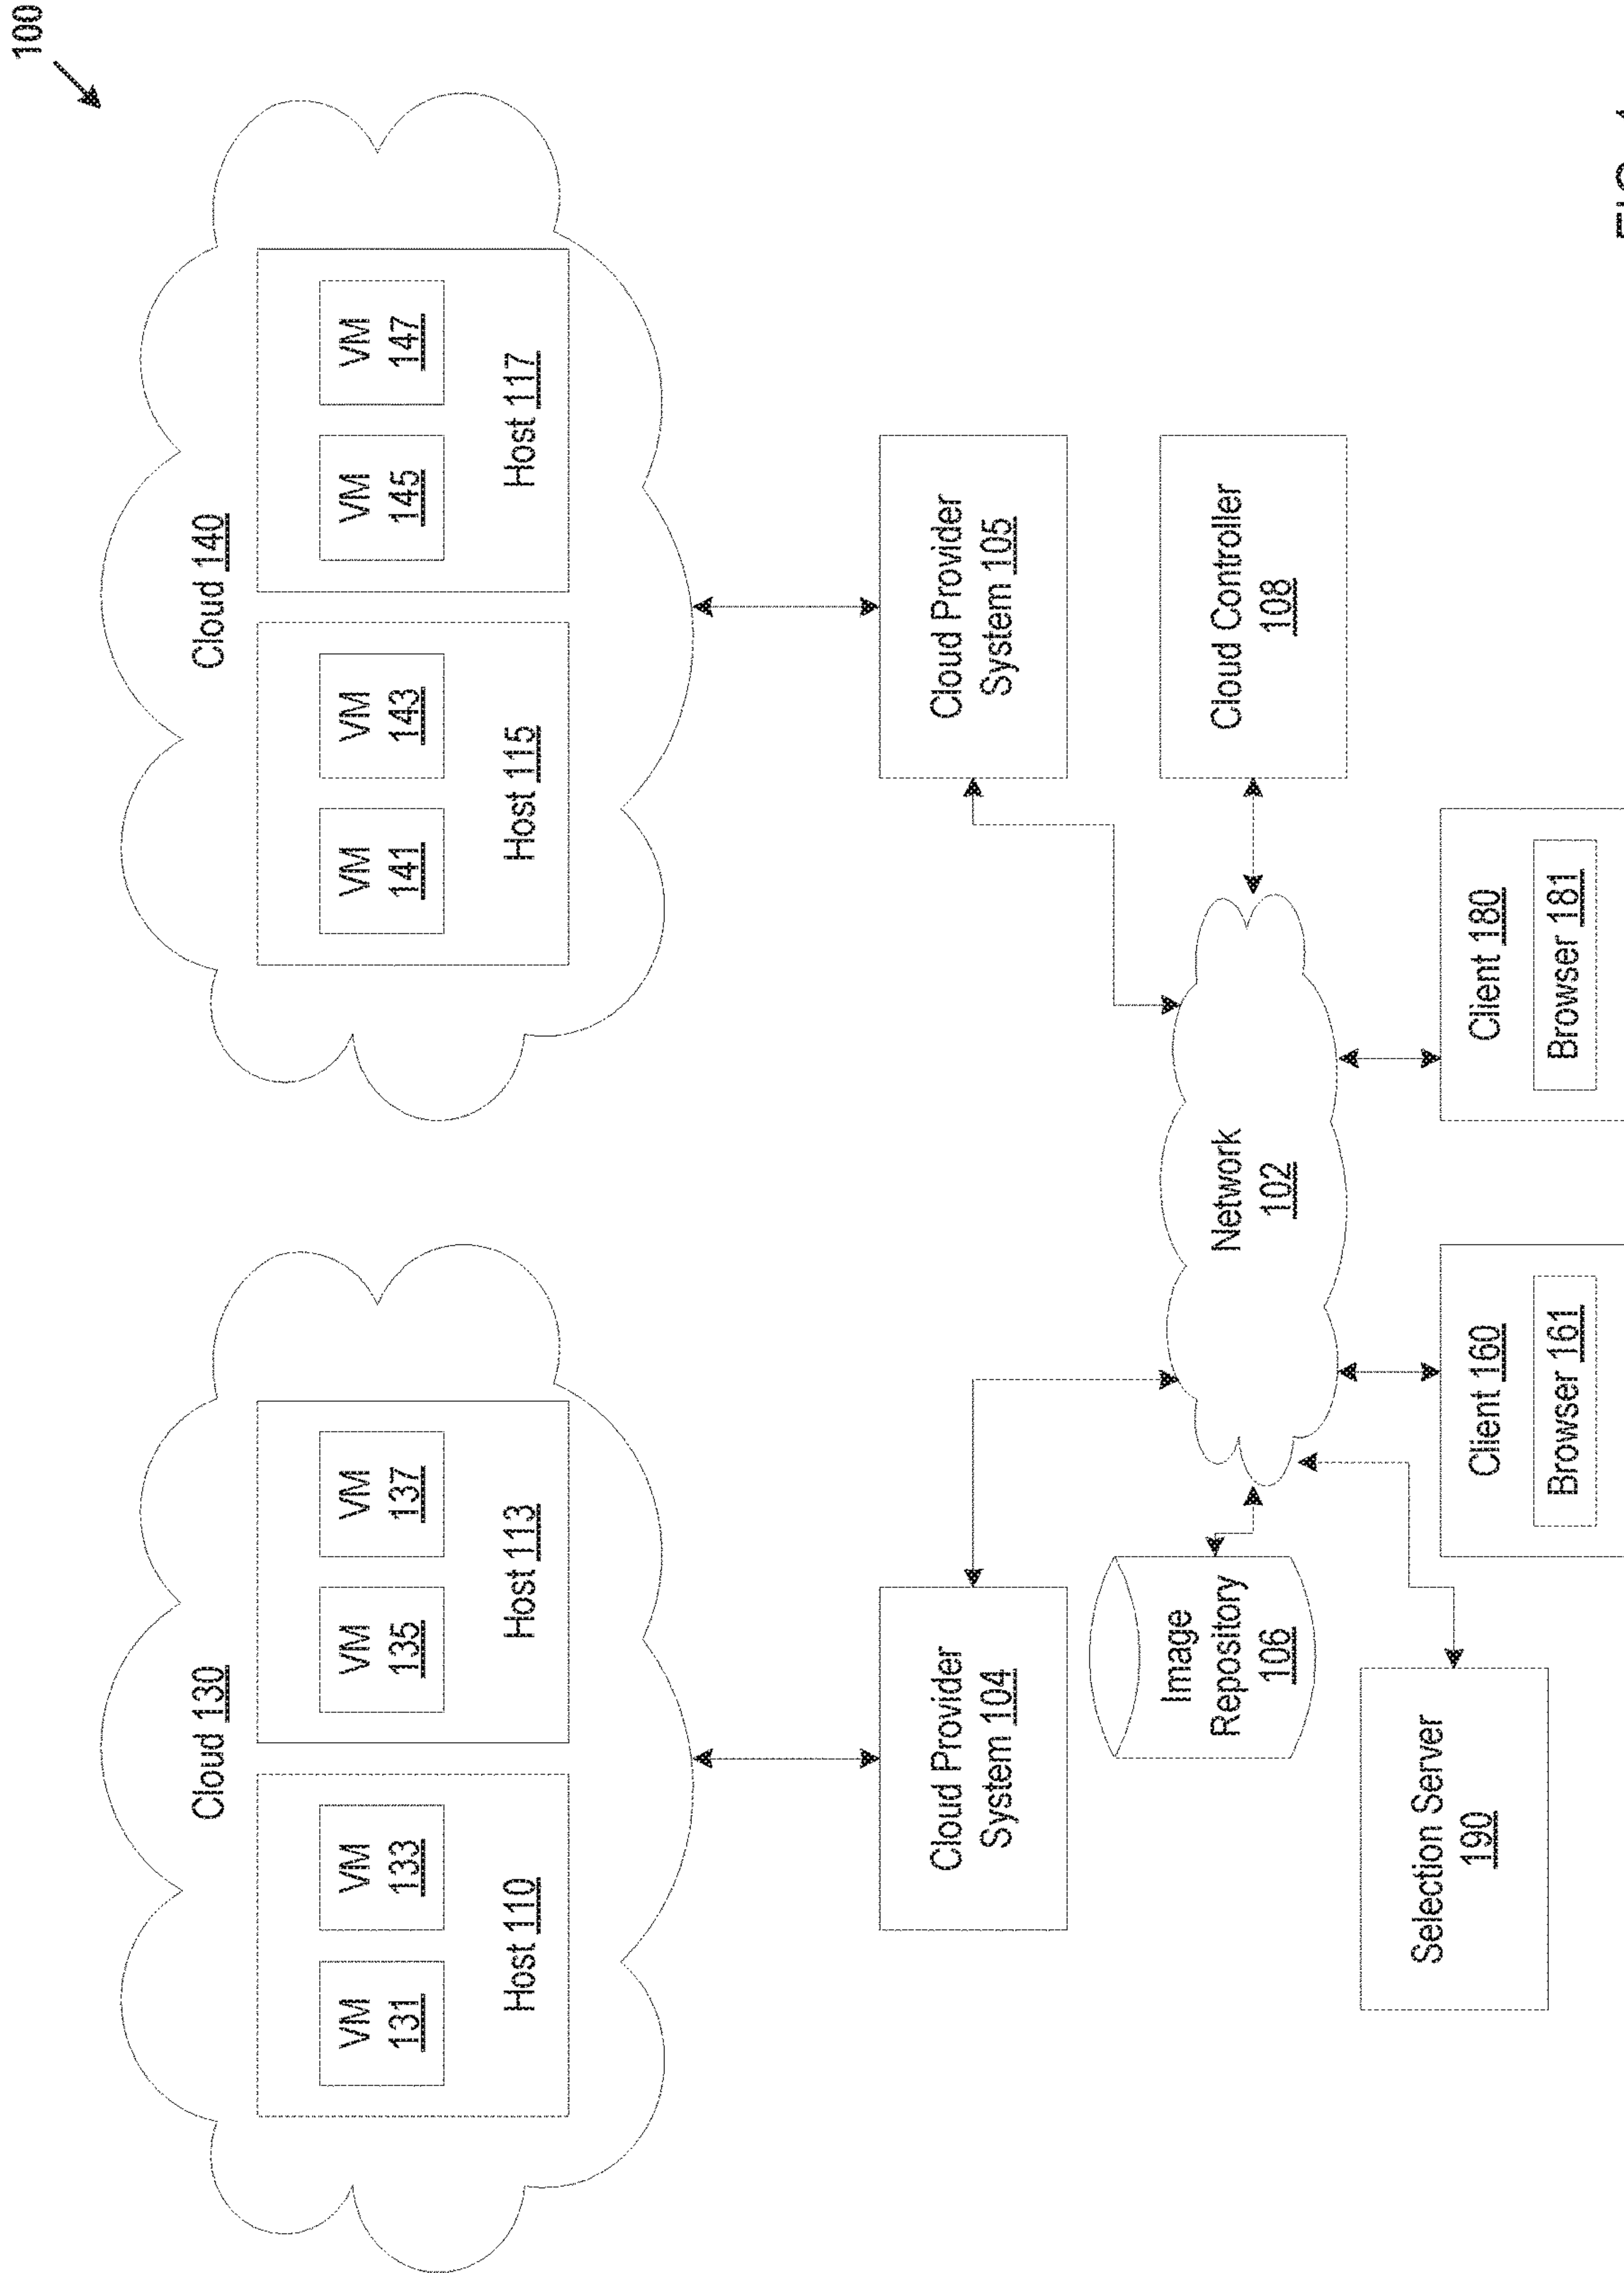 100
Cloud 130
VM
131
VM
133
Host 110
VM
135
VM
137
Host 113
Cloud 140
VM
141
VM
143
Host 115
VM
145
VM
147
Host 117
Cloud Provider
System 104
Cloud Provider
System 105
Image
Repository
106
Network
102
Cloud Controller
108
Selection Server
190
Client 160
Browser 161
Client 180
Browser 181